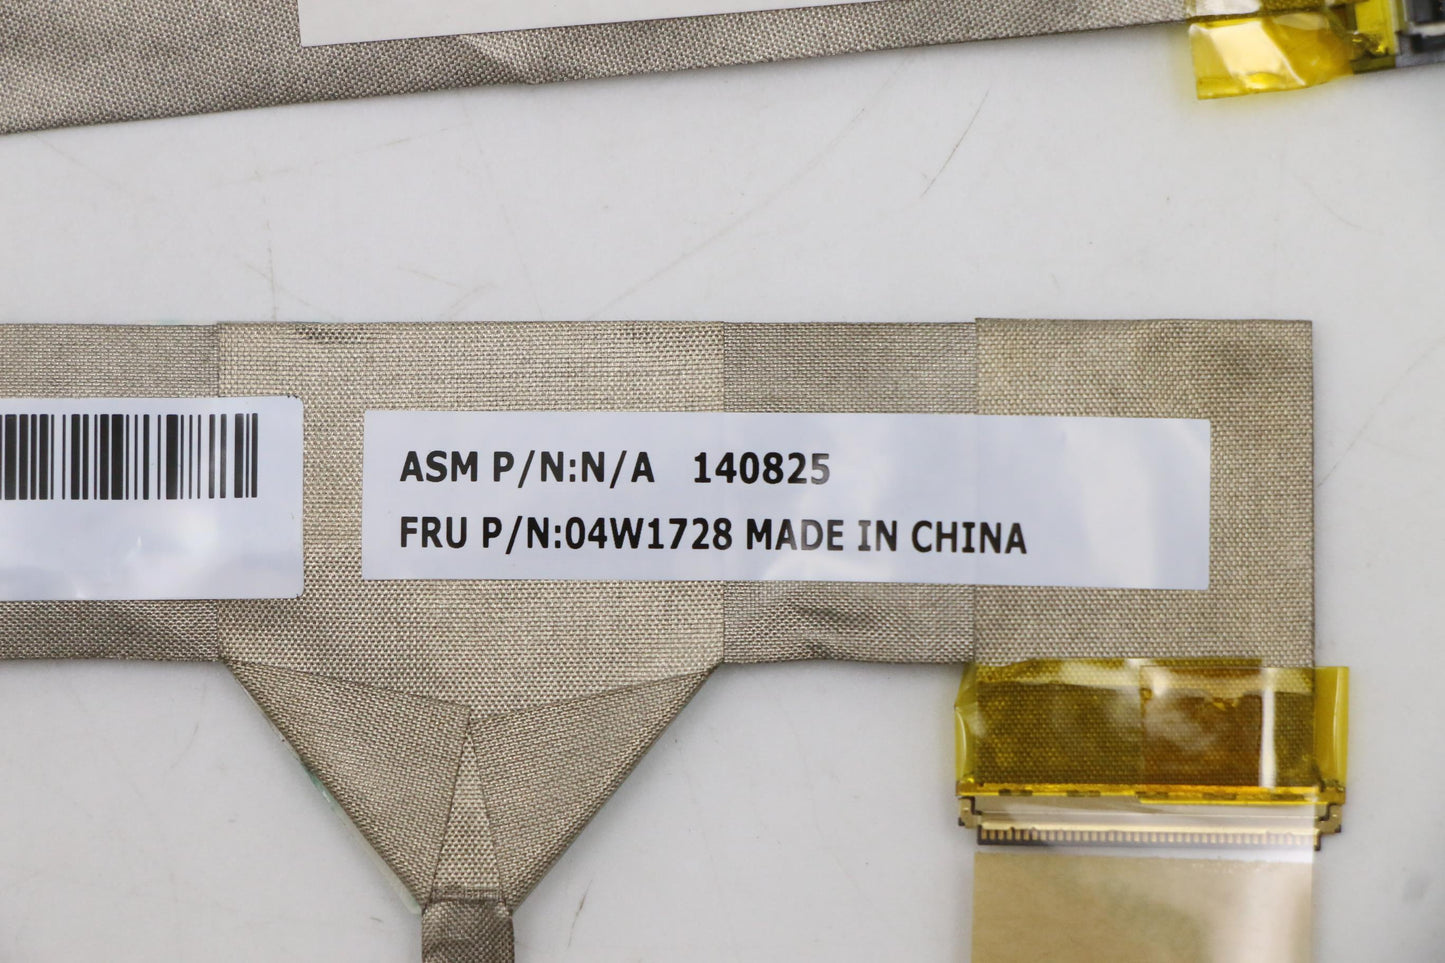 ASM P/N:N/A 140825
FRU P/N:04W1728 MADE IN CHINA